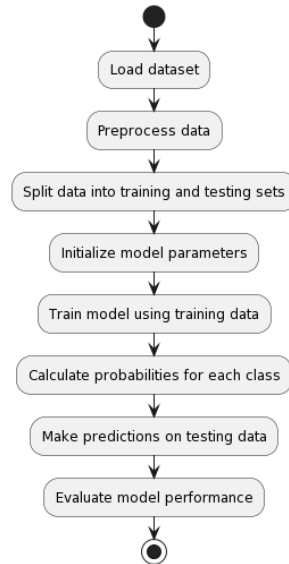 Load dataset
Preprocess data
Split data into training and testing sets
Initialize model parameters
Train model using training data
Calculate probabilities for each class
Make predictions on testing data
Evaluate model performance